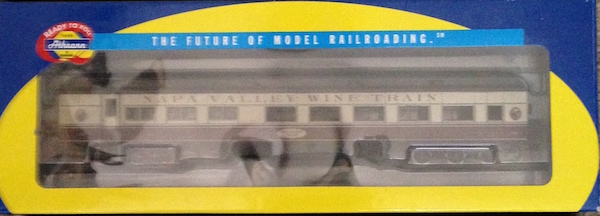 READY TO ROLL
Athearn
THE FUTURE OF MODEL RAILROADING.℠
NAPA VALLEY WINE TRAIN